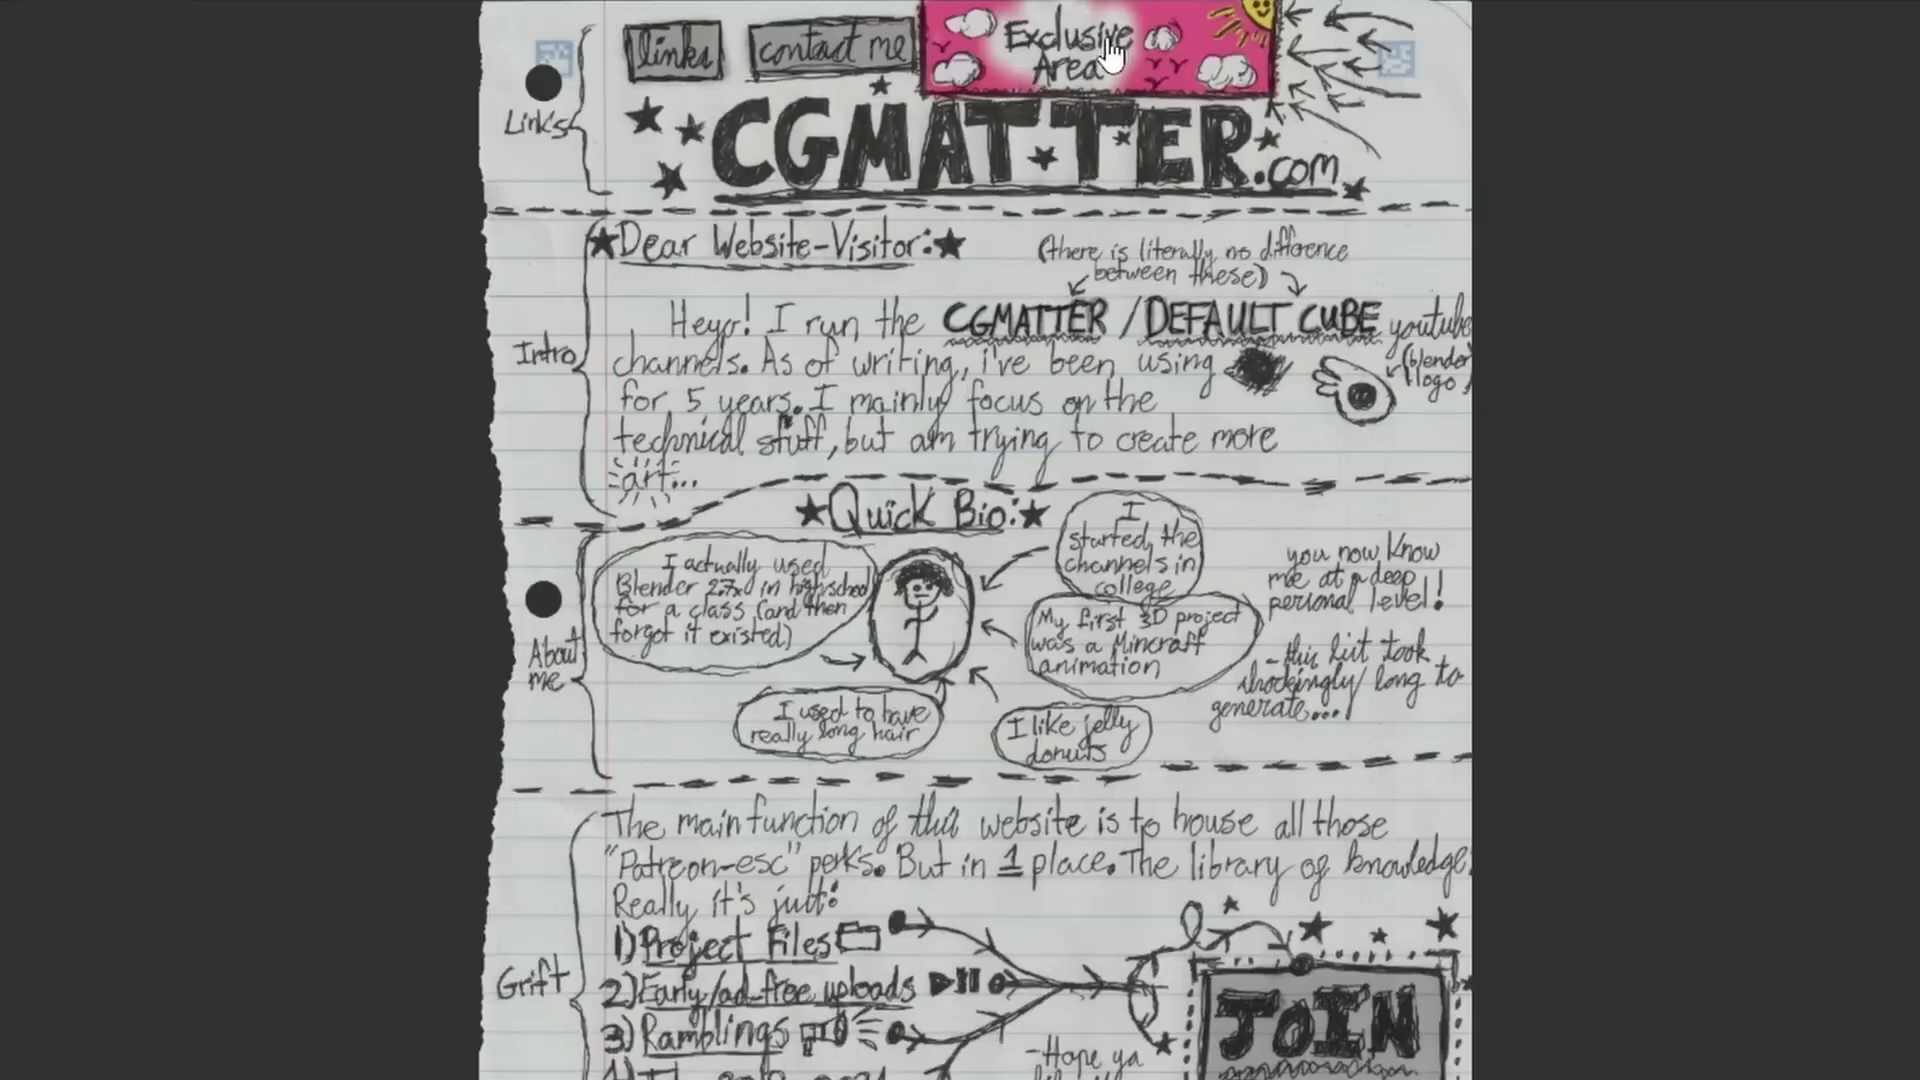 links
contact me
Exclusive
Area
Links
CGMATTER.com
Dear Website-Visitor:
(there is literally no difference
between these)
Intro
Heyo! I run the CGMATTER / DEFAULT CUBE youtube
channels. As of writing, i've been using
(blender
logo)
for 5 years. I mainly focus on the
technical stuff, but am trying to create more
art...
Quick Bio:
I
started the
channels in
college
I actually used
Blender 2.7x in highschool
for a class (and then
forgot it existed)
you now know
me at a deep
personal level!
My first 3D project
was a Mincraft
animation
About
me
- this bit took
shockingly long to
generate...
I used to have
really long hair
I like jelly
donuts
The main function of this website is to house all those
"Patreon-esc" perks. But in 1 place. The library of knowledge.
Really it's just:
Grift
1) Project Files
2) Early/ad-free uploads
3) Ramblings
JOIN
-Hope ya